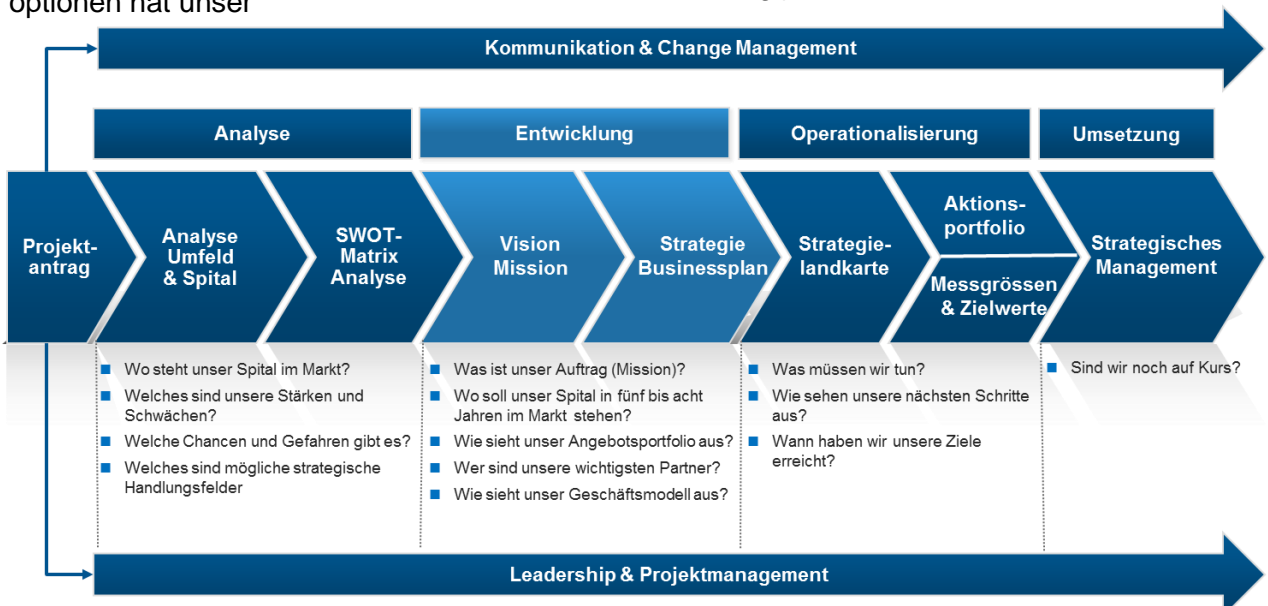 optionen hat unser
Kommunikation & Change Management
Analyse
Entwicklung
Operationalisierung
Umsetzung
Projekt-
antrag
Analyse
Umfeld
& Spital
SWOT-
Matrix
Analyse
Vision
Mission
Strategie
Businessplan
Strategie-
landkarte
Aktions-
portfolio
Messgrössen
& Zielwerte
Strategisches
Management
Wo steht unser Spital im Markt?
Welches sind unsere Stärken und
Schwächen?
Welche Chancen und Gefahren gibt es?
Welches sind mögliche strategische
Handlungsfelder
Was ist unser Auftrag (Mission)?
Wo soll unser Spital in fünf bis acht
Jahren im Markt stehen?
Wie sieht unser Angebotsportfolio aus?
Wer sind unsere wichtigsten Partner?
Wie sieht unser Geschäftsmodell aus?
Was müssen wir tun?
Wie sehen unsere nächsten Schritte
aus?
Wann haben wir unsere Ziele
erreicht?
Sind wir noch auf Kurs?
Leadership & Projektmanagement